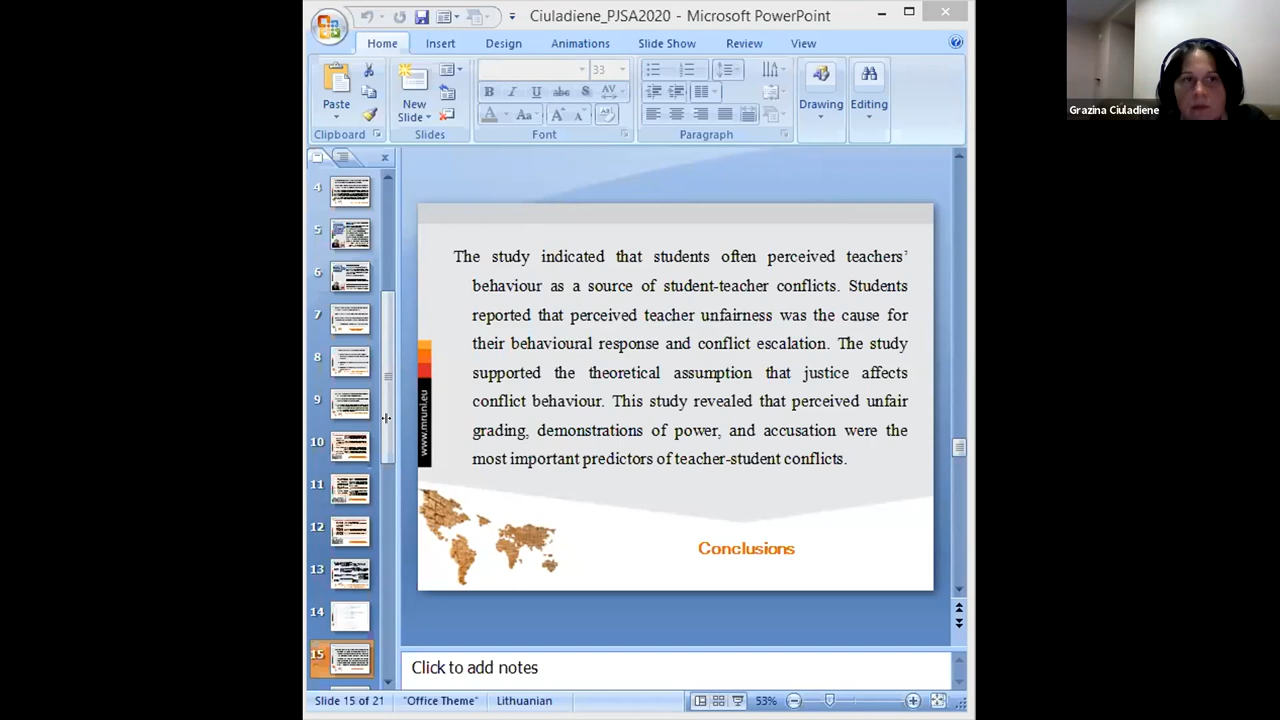 Ciuladiene_PJSA2020 - Microsoft PowerPoint
Home Insert Design Animations Slide Show Review View
33
Paste New Slide Drawing Editing
Clipboard Slides Font Paragraph
4
5
6
7
8
9
10
11
12
13
14
15
The study indicated that students often perceived teachers'
behaviour as a source of student-teacher conflicts. Students
reported that perceived teacher unfairness was the cause for
their behavioural response and conflict escalation. The study
supported the theoretical assumption that justice affects
conflict behaviour. This study revealed that perceived unfair
grading, demonstrations of power, and accusation were the
most important predictors of teacher-student conflicts.
www.mruni.eu
Conclusions
Click to add notes
Slide 15 of 21 "Office Theme" Lithuanian 53%
Grazina Ciuladiene